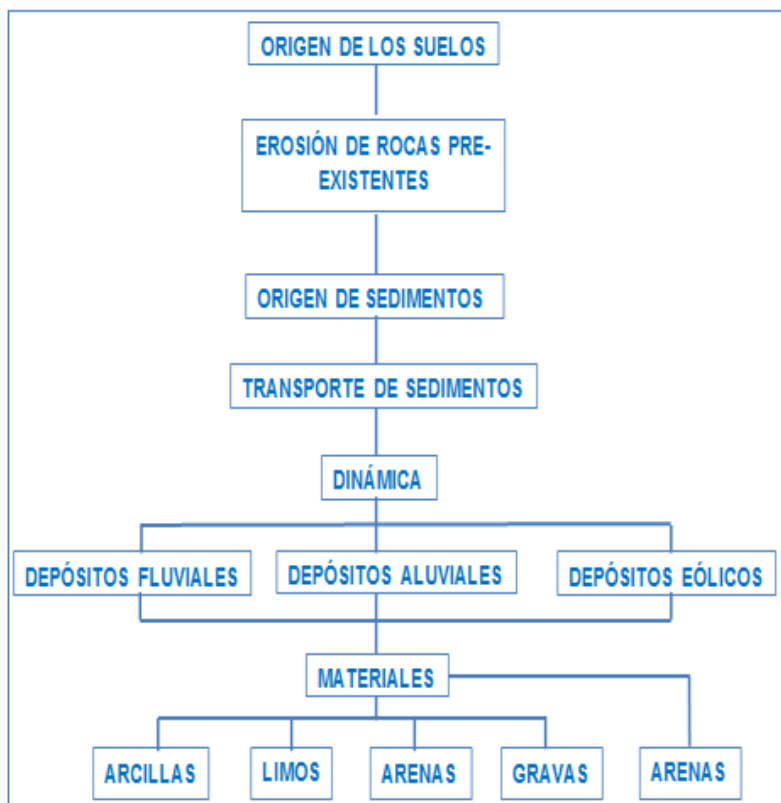 ORIGEN DE LOS SUELOS
EROSIÓN DE ROCAS PRE-
EXISTENTES
ORIGEN DE SEDIMENTOS
TRANSPORTE DE SEDIMENTOS
DINÁMICA
DEPÓSITOS FLUVIALES
DEPÓSITOS ALUVIALES
DEPÓSITOS EÓLICOS
MATERIALES
ARCILLAS
LIMOS
ARENAS
GRAVAS
ARENAS